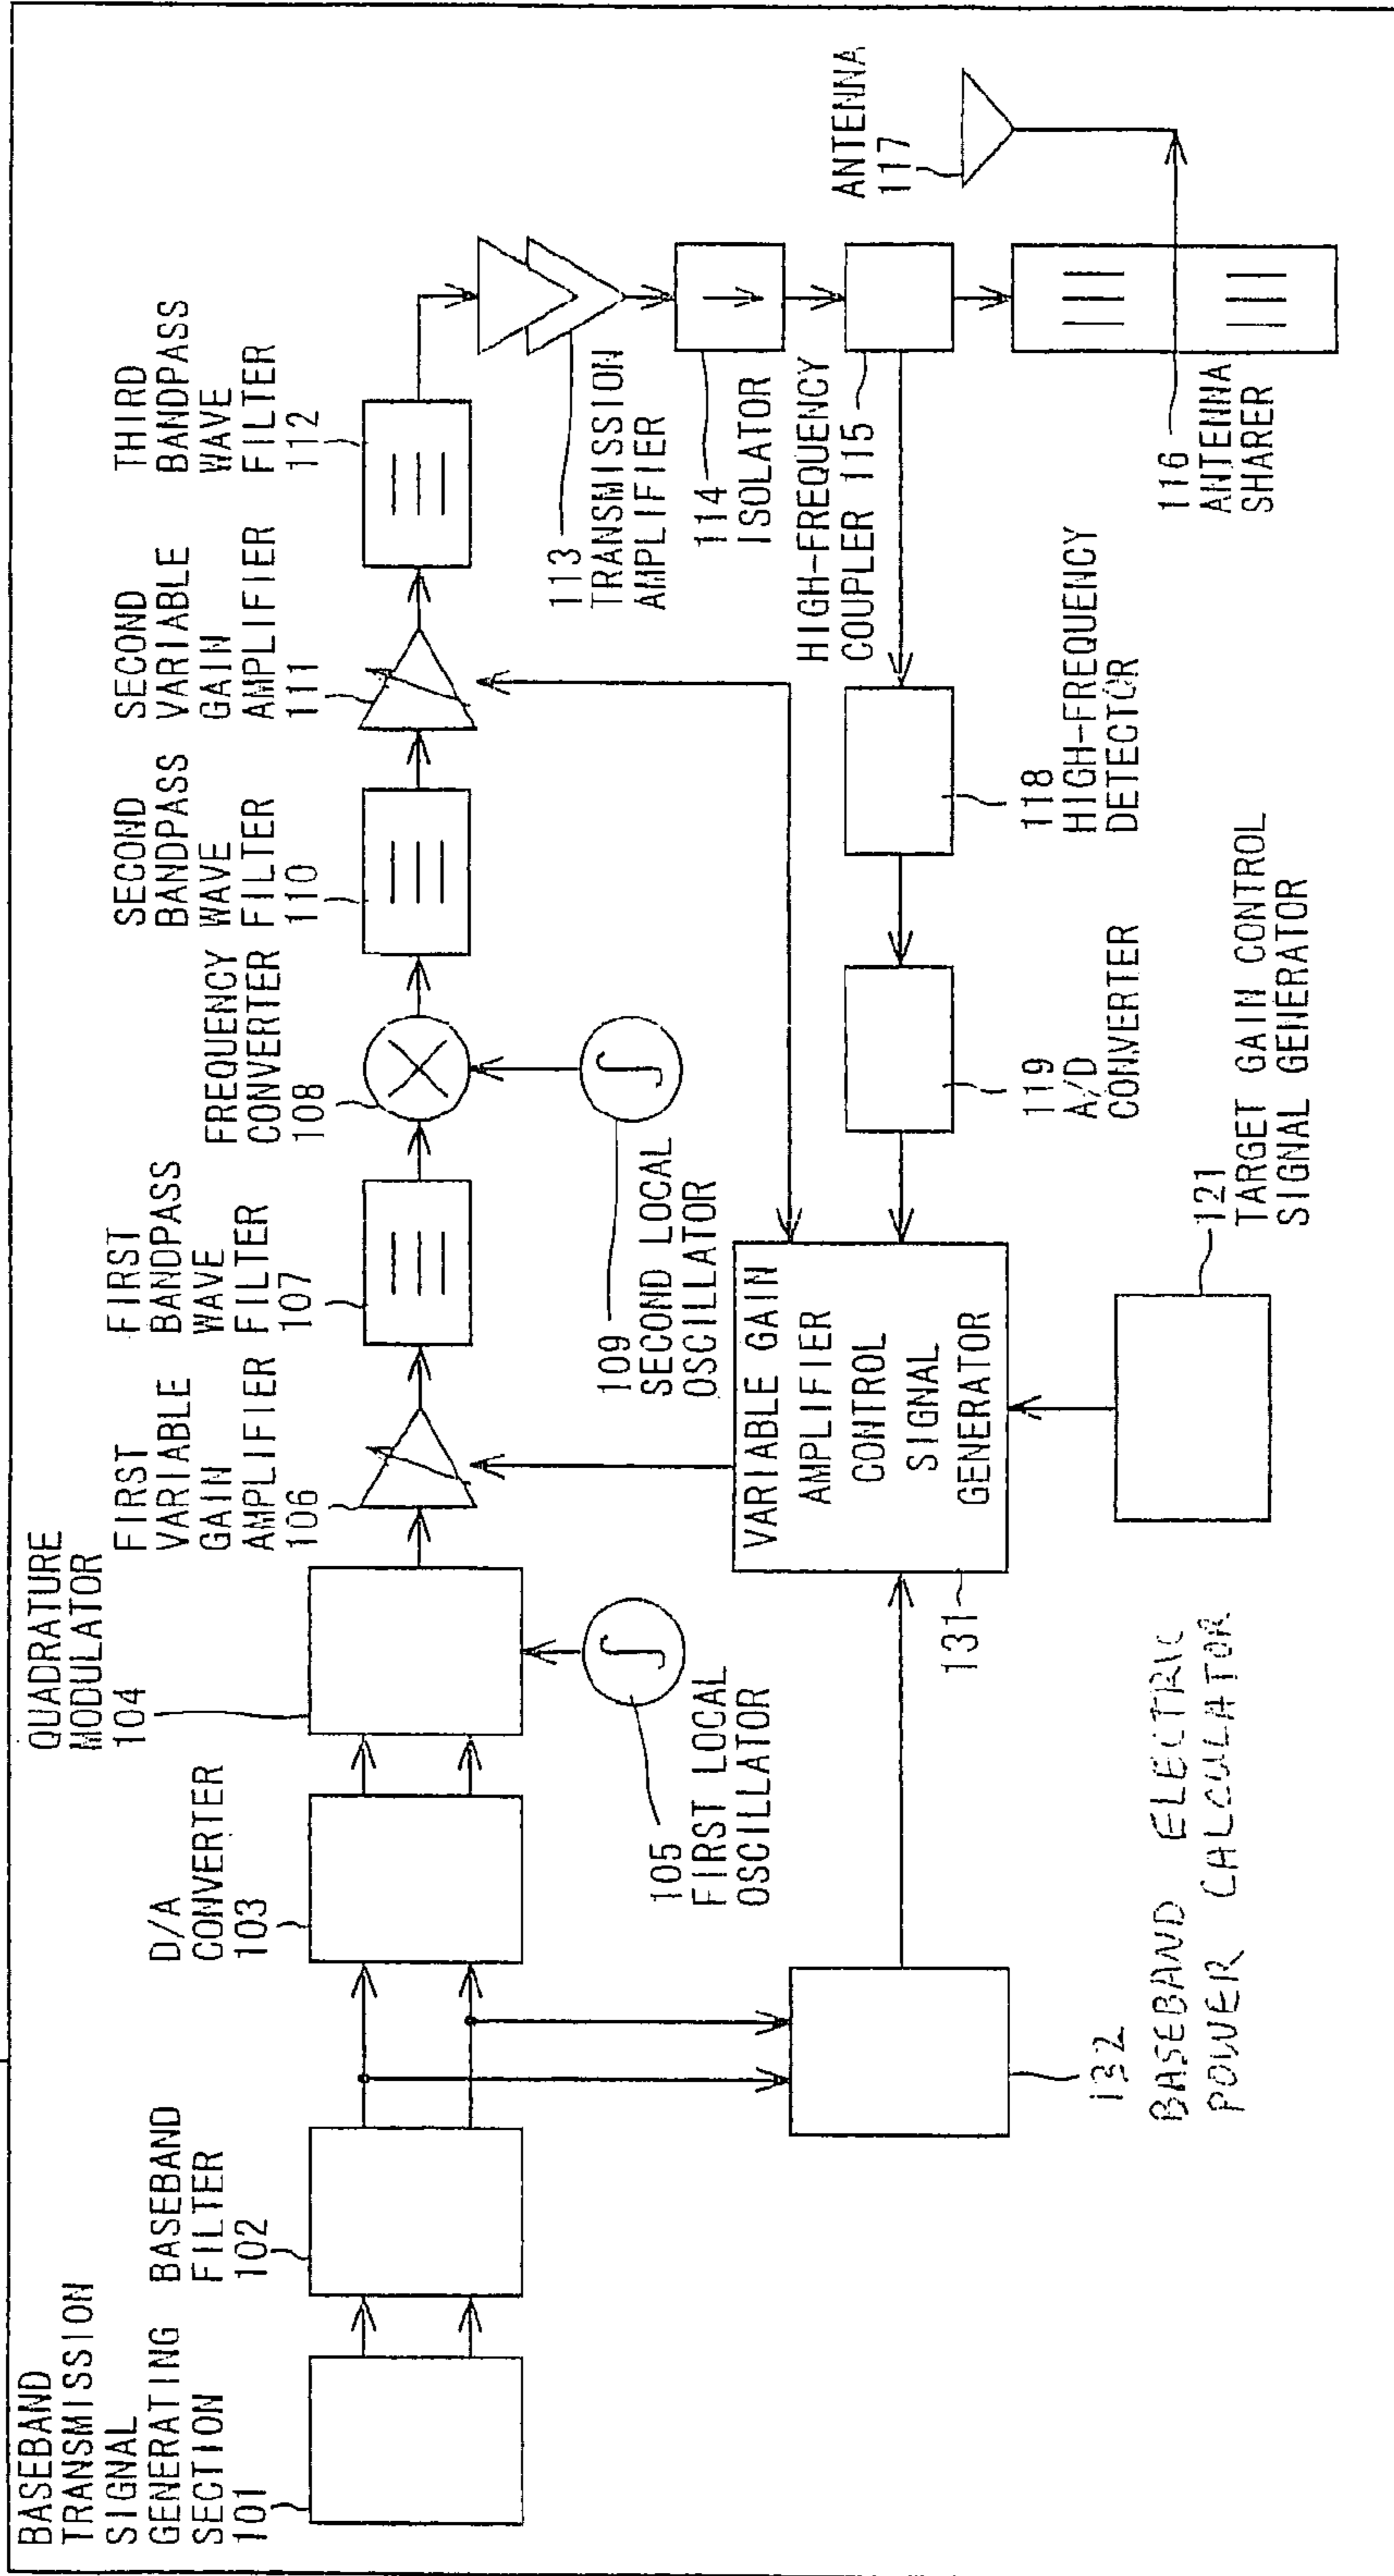 BASEBAND
TRANSMISSION
SIGNAL
GENERATING
SECTION
101
BASEBAND
FILTER
102
D/A
CONVERTER
103
QUADRATURE
MODULATOR
104
FIRST
VARIABLE
GAIN
AMPLIFIER
106
FIRST
BANDPASS
WAVE
FILTER
107
FREQUENCY
CONVERTER
108
SECOND
BANDPASS
WAVE
FILTER
110
SECOND
VARIABLE
GAIN
AMPLIFIER
111
THIRD
BANDPASS
WAVE
FILTER
112
105
FIRST LOCAL
OSCILLATOR
109
SECOND LOCAL
OSCILLATOR
113
TRANSMISSION
AMPLIFIER
114
ISOLATOR
HIGH-FREQUENCY
COUPLER 115
ANTENNA
117
116
ANTENNA
SHARER
118
HIGH-FREQUENCY
DETECTOR
119
A/D
CONVERTER
VARIABLE GAIN
AMPLIFIER
CONTROL
SIGNAL
GENERATOR
131
121
TARGET GAIN CONTROL
SIGNAL GENERATOR
132
BASEBAND ELECTRIC
POWER CALCULATOR